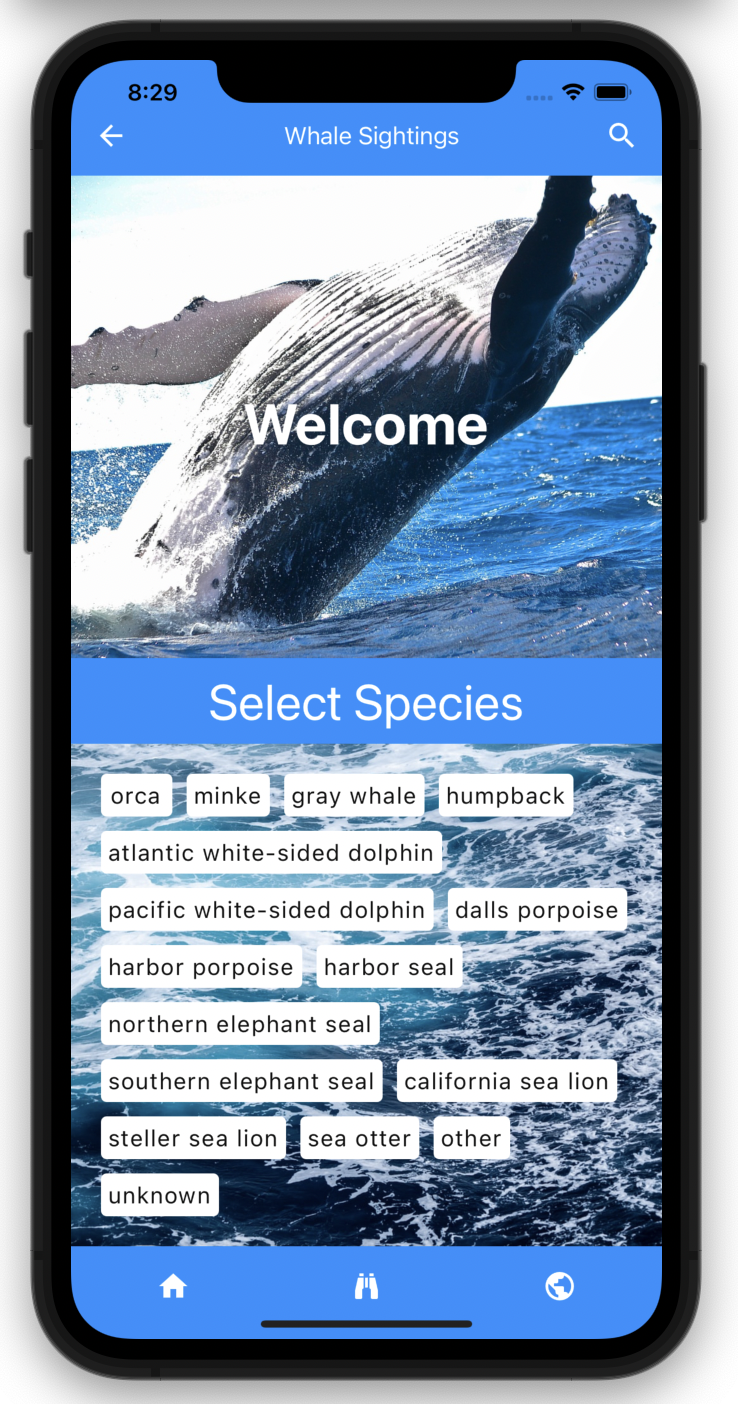 8:29
Whale Sightings
Welcome
Select Species
orca minke gray whale humpback
atlantic white-sided dolphin
pacific white-sided dolphin dalls porpoise
harbor porpoise harbor seal
northern elephant seal
southern elephant seal california sea lion
steller sea lion sea otter other
unknown